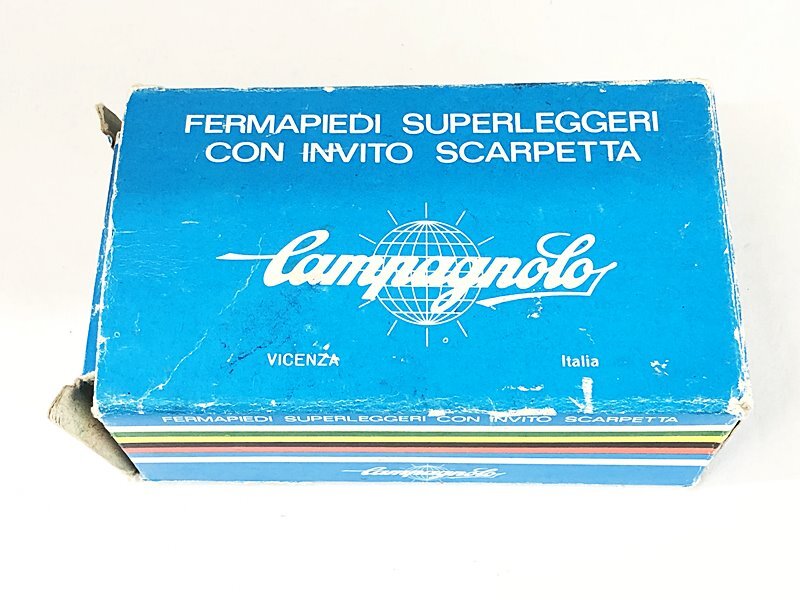 FERMAPIEDI SUPERLEGGERI
CON INVITO SCARPETTA
Campagnolo
VICENZA Italia
FERMAPIEDI SUPERLEGGERI CON INVITO SCARPETTA
Campagnolo